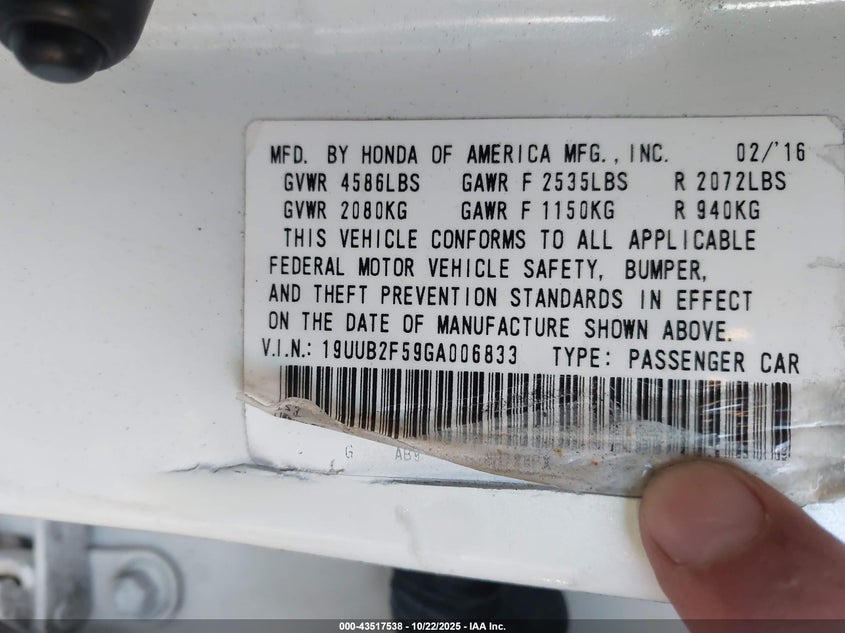 MFD. BY HONDA OF AMERICA MFG., INC. 02/'16
GVWR 4586LBS GAWR F 2535LBS R 2072LBS
GVWR 2080KG GAWR F 1150KG R 940KG
THIS VEHICLE CONFORMS TO ALL APPLICABLE
FEDERAL MOTOR VEHICLE SAFETY, BUMPER,
AND THEFT PREVENTION STANDARDS IN EFFECT
ON THE DATE OF MANUFACTURE SHOWN ABOVE.
V.I.N.: 19UUB2F59GA006833 TYPE: PASSENGER CAR
G
000-43517538 - 10/22/2025 - IAA Inc.